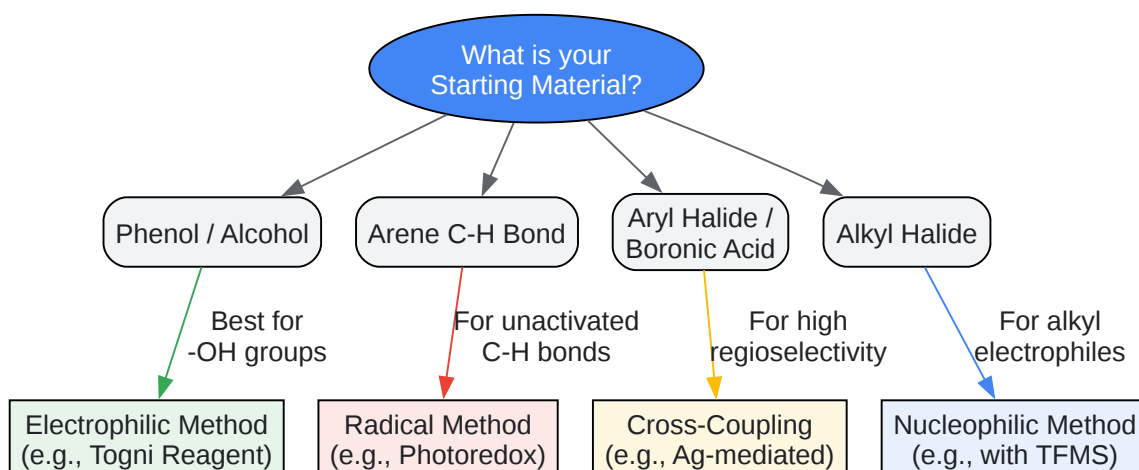 What is your
Starting Material?
Phenol / Alcohol
Arene C-H Bond
Aryl Halide /
Boronic Acid
Alkyl Halide
Best for
-OH groups
For unactivated
C-H bonds
For high
regioselectivity
For alkyl
electrophiles
Electrophilic Method
(e.g., Togni Reagent)
Radical Method
(e.g., Photoredox)
Cross-Coupling
(e.g., Ag-mediated)
Nucleophilic Method
(e.g., with TFMS)